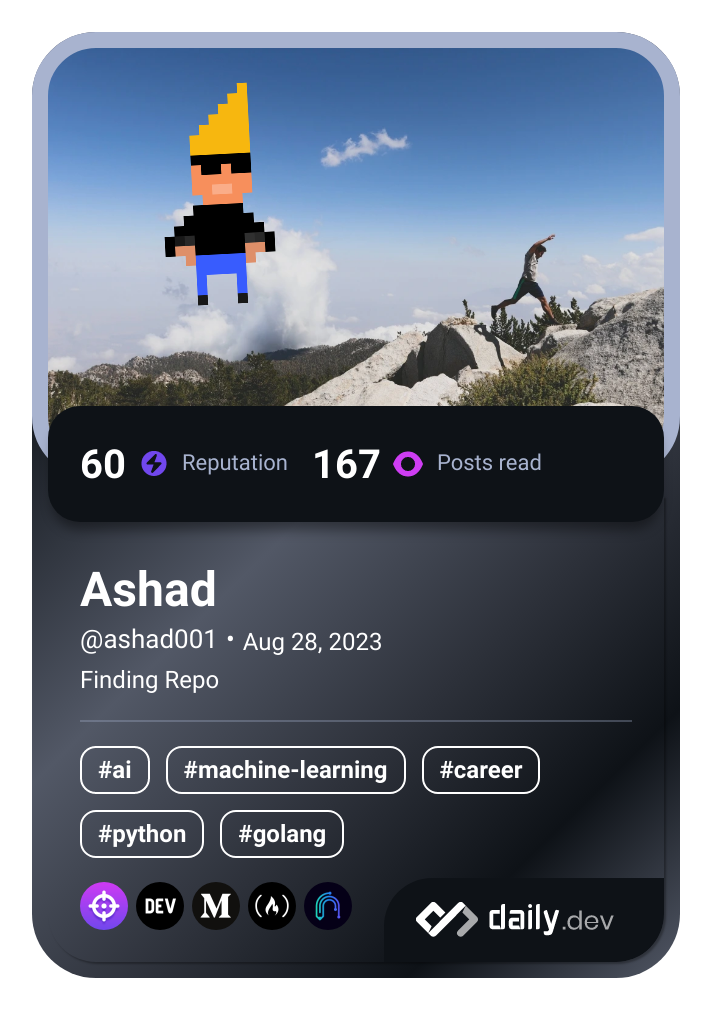 60 Reputation 167 Posts read
Ashad
@ashad001 • Aug 28, 2023
Finding Repo
#ai #machine-learning #career
#python #golang
DEV M daily.dev